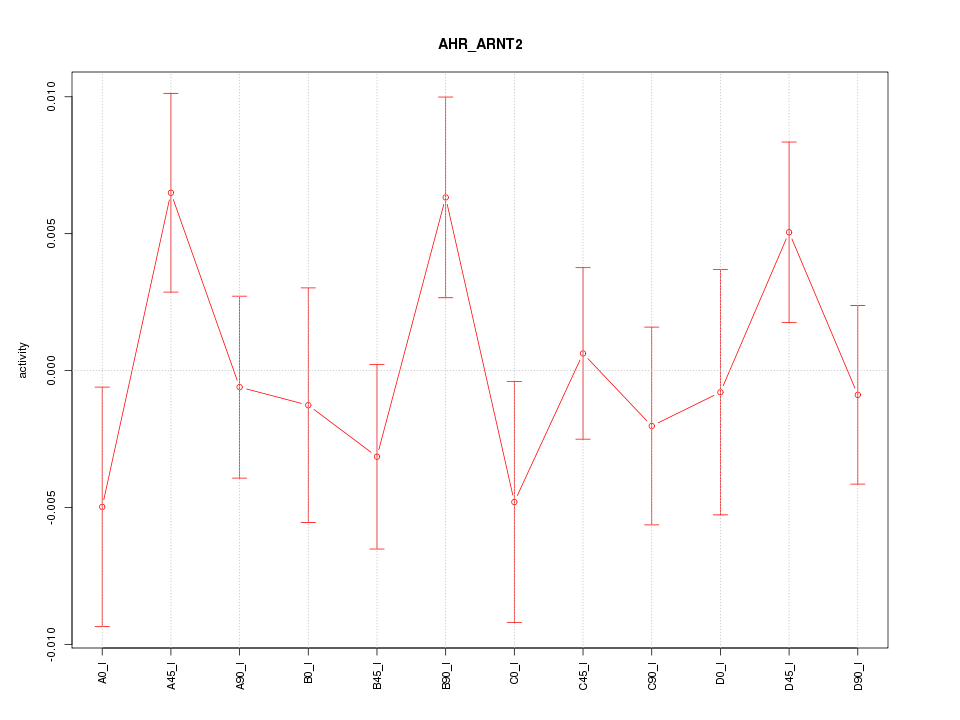 AHR_ARNT2
activity
0.010
0.005
0.000
-0.005
-0.010
A0_I
A45_I
A90_I
B0_I
B45_I
B90_I
C0_I
C45_I
C90_I
D0_I
D45_I
D90_I